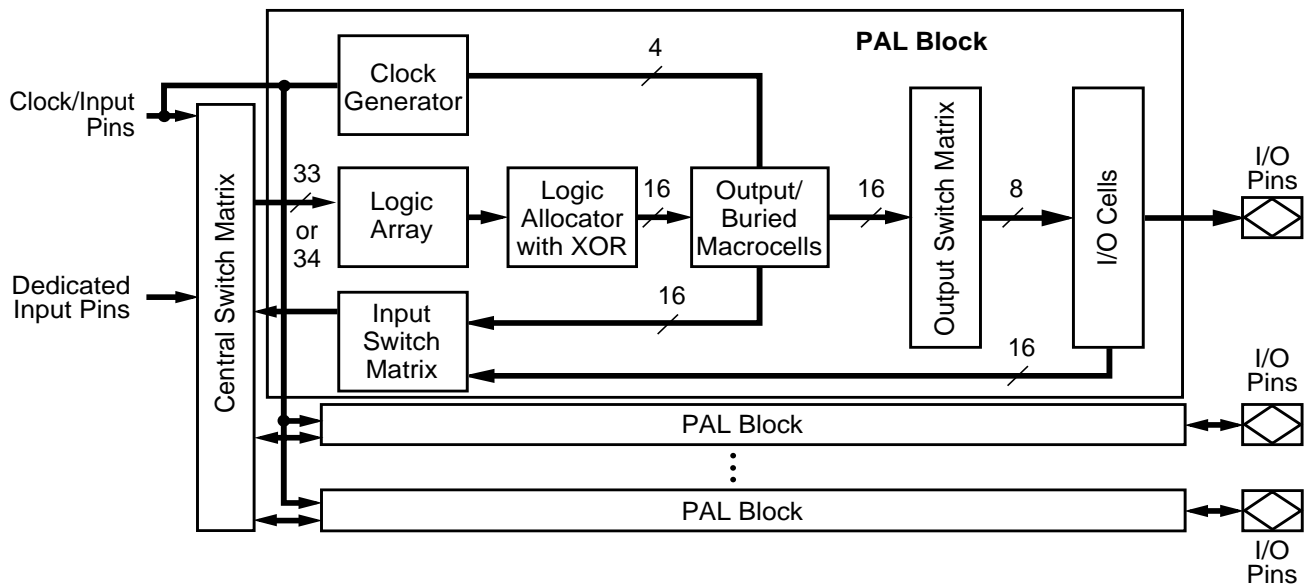 PAL Block
4
Clock
Generator
Clock/Input
Pins
33
or
34
Logic
Array
Logic
Allocator
with XOR
16
Output/
Buried
Macrocells
16
Output Switch Matrix
8
I/O Cells
I/O
Pins
Central Switch Matrix
Dedicated
Input Pins
Input
Switch
Matrix
16
16
I/O
Pins
PAL Block
PAL Block
I/O
Pins